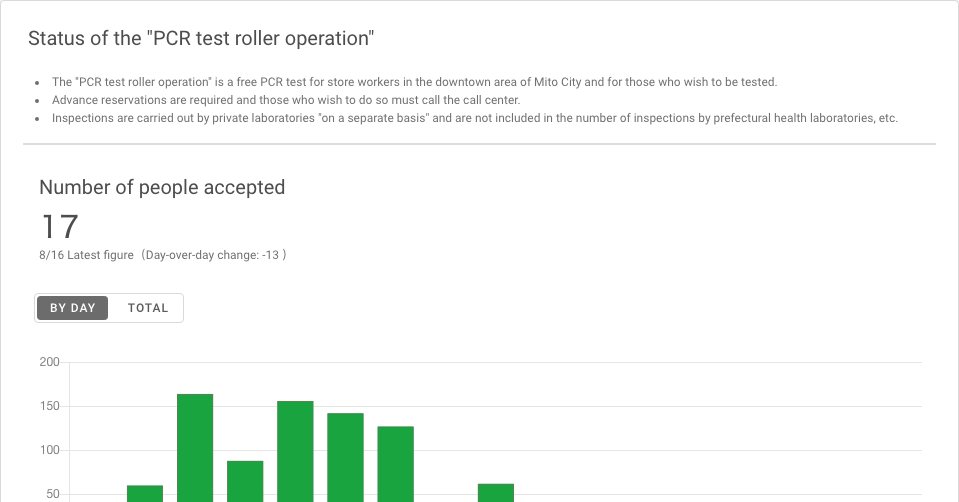 Status of the "PCR test roller operation"
The "PCR test roller operation" is a free PCR test for store workers in the downtown area of Mito City and for those who wish to be tested.
Advance reservations are required and those who wish to do so must call the call center.
Inspections are carried out by private laboratories "on a separate basis" and are not included in the number of inspections by prefectural health laboratories, etc.
Number of people accepted
17
8/16 Latest figure（Day-over-day change: -13 ）
BY DAY TOTAL
200
150
100
50